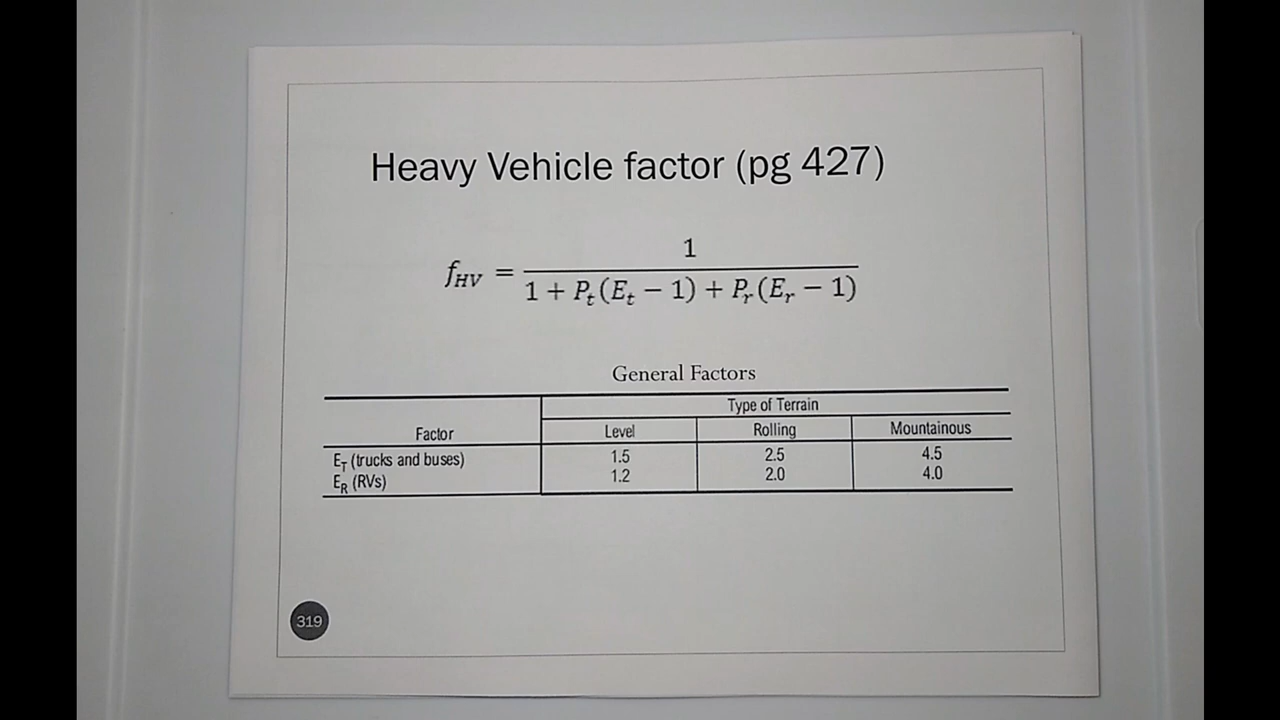 Heavy Vehicle factor (pg 427)
f_HV = 1 / (1 + P_t(E_t − 1) + P_r(E_r − 1))
General Factors
Type of Terrain
Factor Level Rolling Mountainous
E_T (trucks and buses) 1.5 2.5 4.5
E_R (RVs) 1.2 2.0 4.0
319